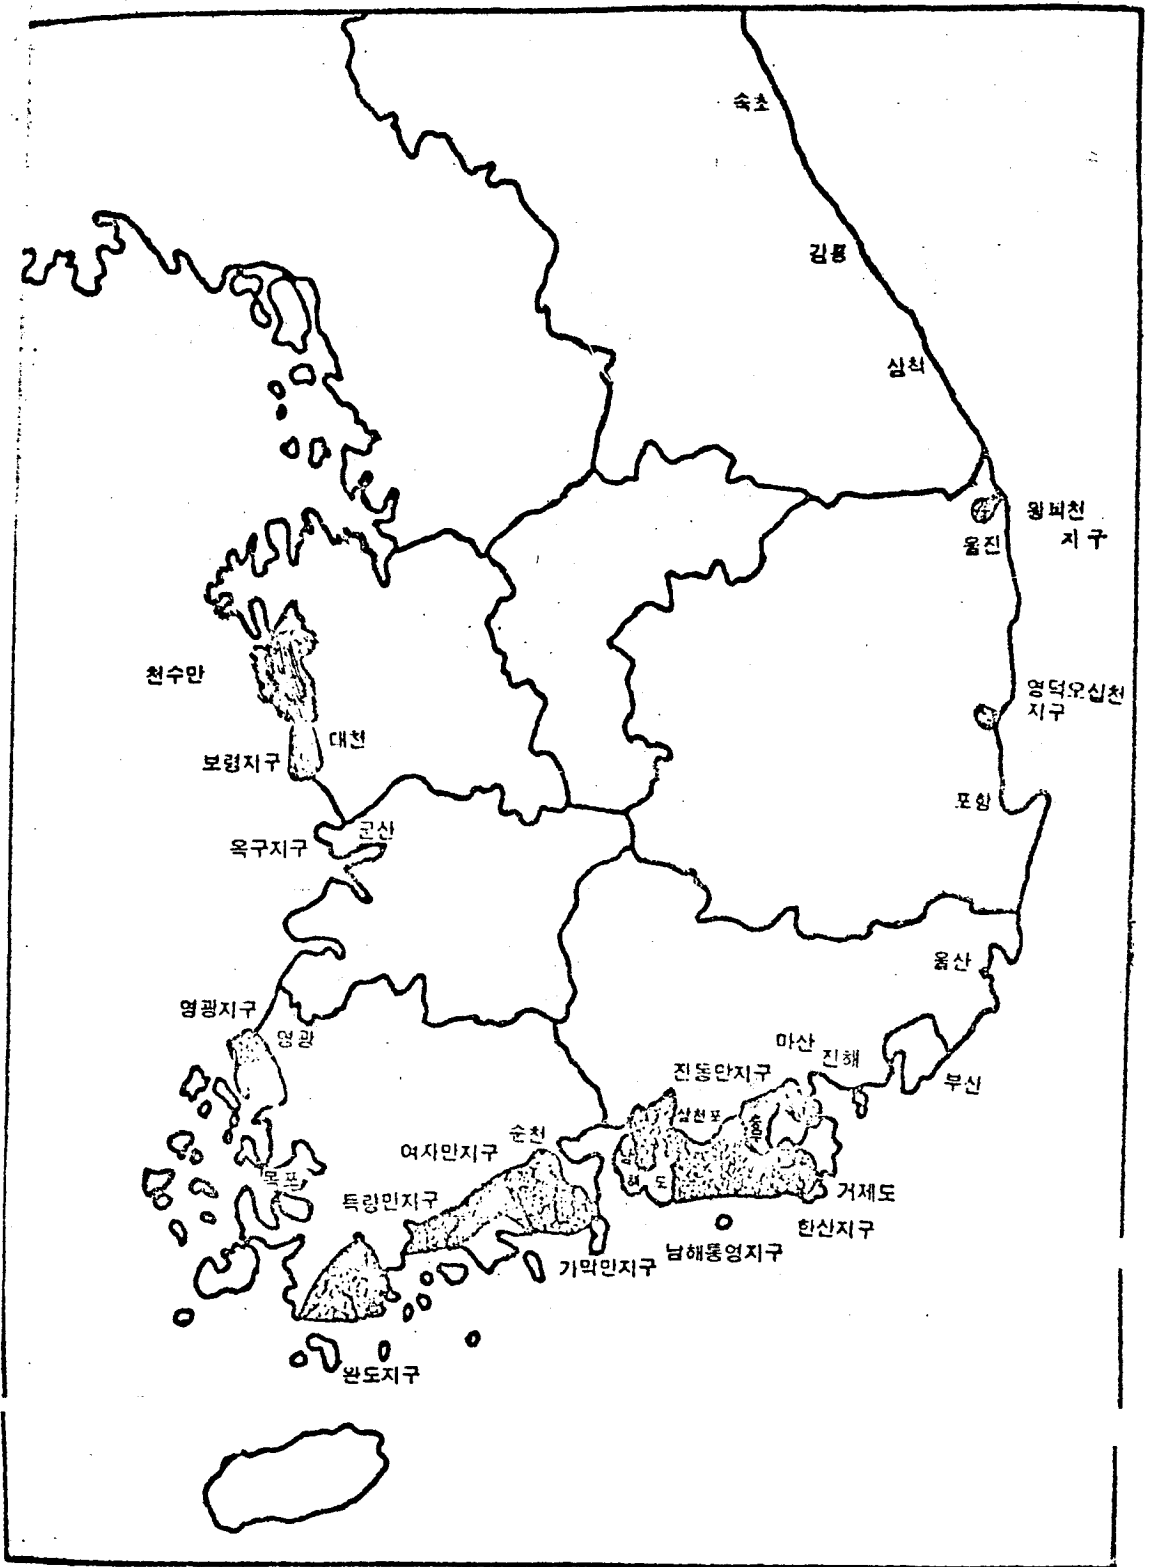 속초
김릉
삼척
왕피천
지구
울진
천수만
영덕오십천
지구
대천
보령지구
포항
군산
옥구지구
울산
영광지구
영광
마산
진해
진동만지구
부산
삼천포
순천
여자만지구
목포
남
해 도
거제도
득량만지구
한산지구
남해통영지구
가막만지구
완도지구